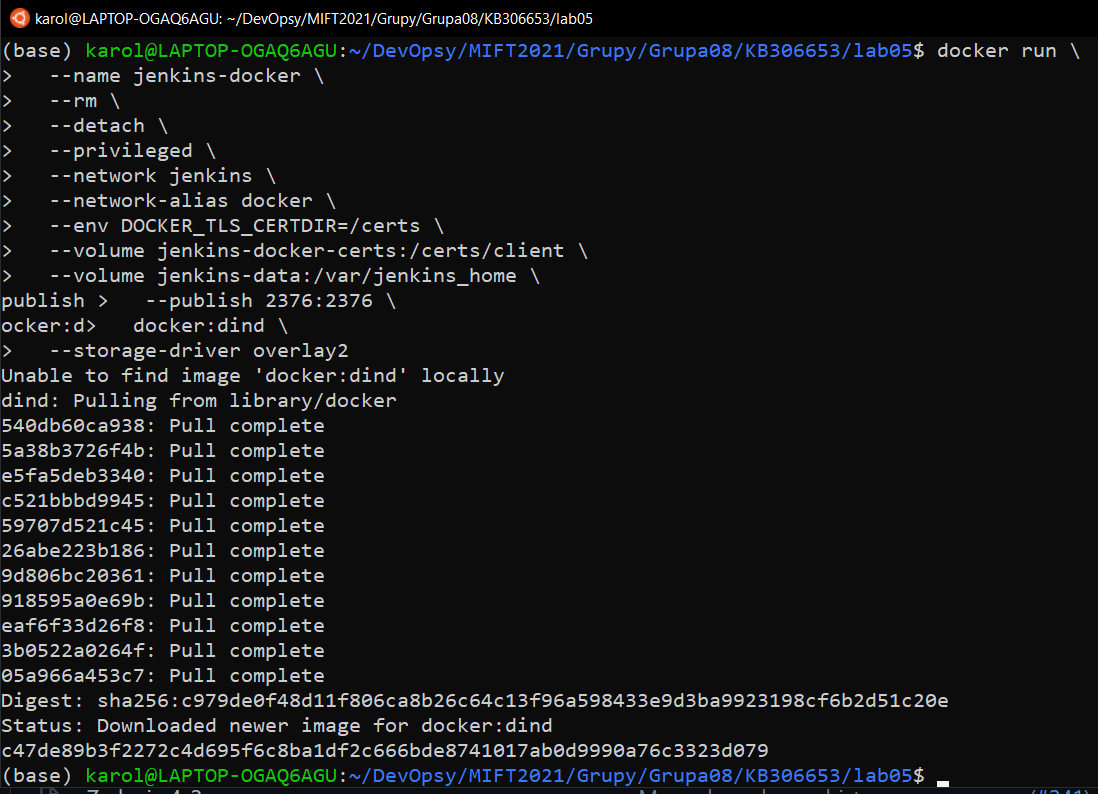 karol@LAPTOP-OGAQ6AGU: ~/DevOpsy/MIFT2021/Grupy/Grupa08/KB306653/lab05
(base) karol@LAPTOP-OGAQ6AGU:~/DevOpsy/MIFT2021/Grupy/Grupa08/KB306653/lab05$ docker run \
>   --name jenkins-docker \
>   --rm \
>   --detach \
>   --privileged \
>   --network jenkins \
>   --network-alias docker \
>   --env DOCKER_TLS_CERTDIR=/certs \
>   --volume jenkins-docker-certs:/certs/client \
>   --volume jenkins-data:/var/jenkins_home \
publish >   --publish 2376:2376 \
ocker:d>   docker:dind \
>   --storage-driver overlay2
Unable to find image 'docker:dind' locally
dind: Pulling from library/docker
540db60ca938: Pull complete
5a38b3726f4b: Pull complete
e5fa5deb3340: Pull complete
c521bbbd9945: Pull complete
59707d521c45: Pull complete
26abe223b186: Pull complete
9d806bc20361: Pull complete
918595a0e69b: Pull complete
eaf6f33d26f8: Pull complete
3b0522a0264f: Pull complete
05a966a453c7: Pull complete
Digest: sha256:c979de0f48d11f806ca8b26c64c13f96a598433e9d3ba9923198cf6b2d51c20e
Status: Downloaded newer image for docker:dind
c47de89b3f2272c4d695f6c8ba1df2c666bde8741017ab0d9990a76c3323d079
(base) karol@LAPTOP-OGAQ6AGU:~/DevOpsy/MIFT2021/Grupy/Grupa08/KB306653/lab05$